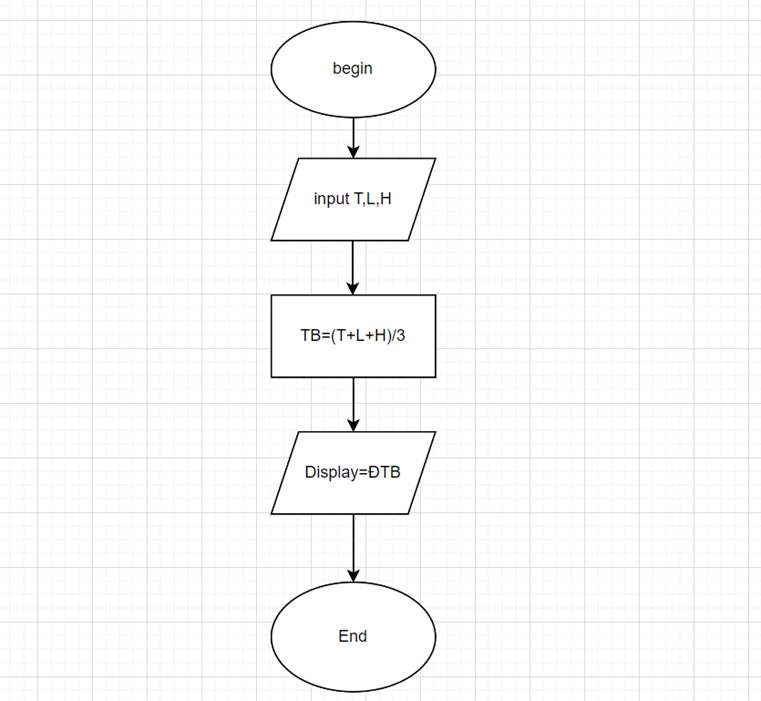 begin
input T,L,H
TB=(T+L+H)/3
Display=ĐTB
End